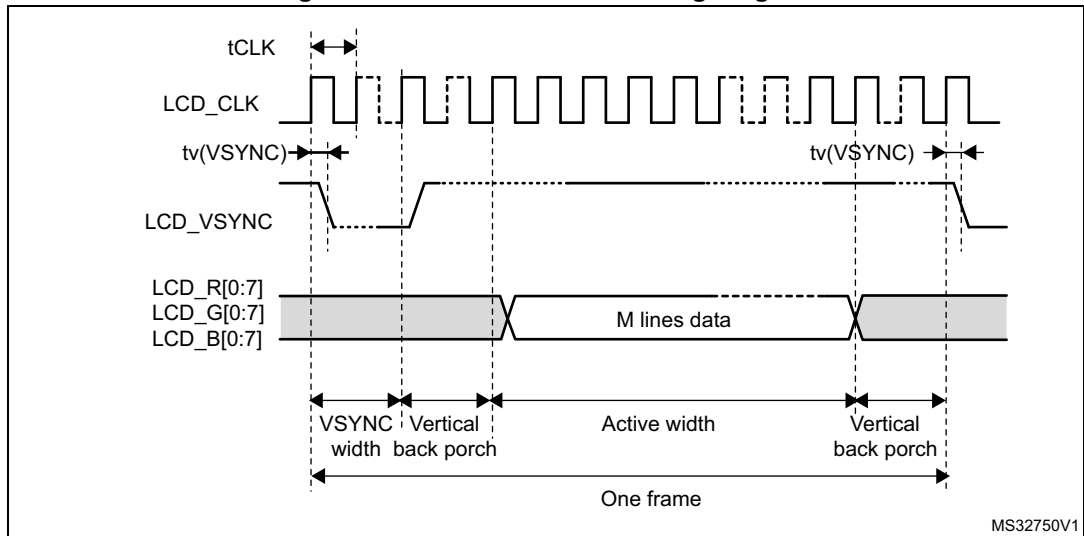 tCLK
LCD_CLK
tv(VSYNC)
tv(VSYNC)
LCD_VSYNC
LCD_R[0:7]
LCD_G[0:7]
LCD_B[0:7]
M lines data
VSYNC width
Vertical back porch
Active width
Vertical back porch
One frame
MS32750V1